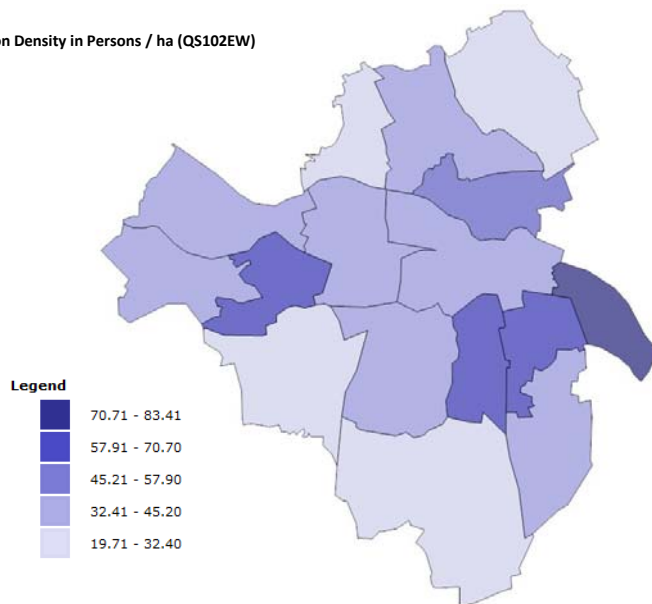 on Density in Persons / ha (QS102EW)
Legend
70.71 - 83.41
57.91 - 70.70
45.21 - 57.90
32.41 - 45.20
19.71 - 32.40